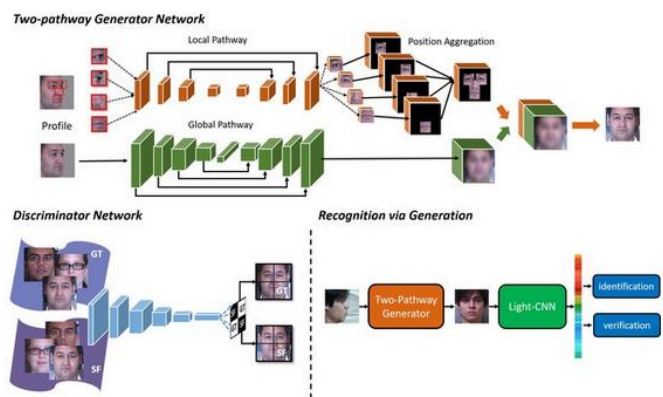 Two-pathway Generator Network
Local Pathway
Position Aggregation
Profile
Global Pathway
Discriminator Network
GT
SF
GT
SF
Recognition via Generation
Two-Pathway
Generator
Light-CNN
identification
verification